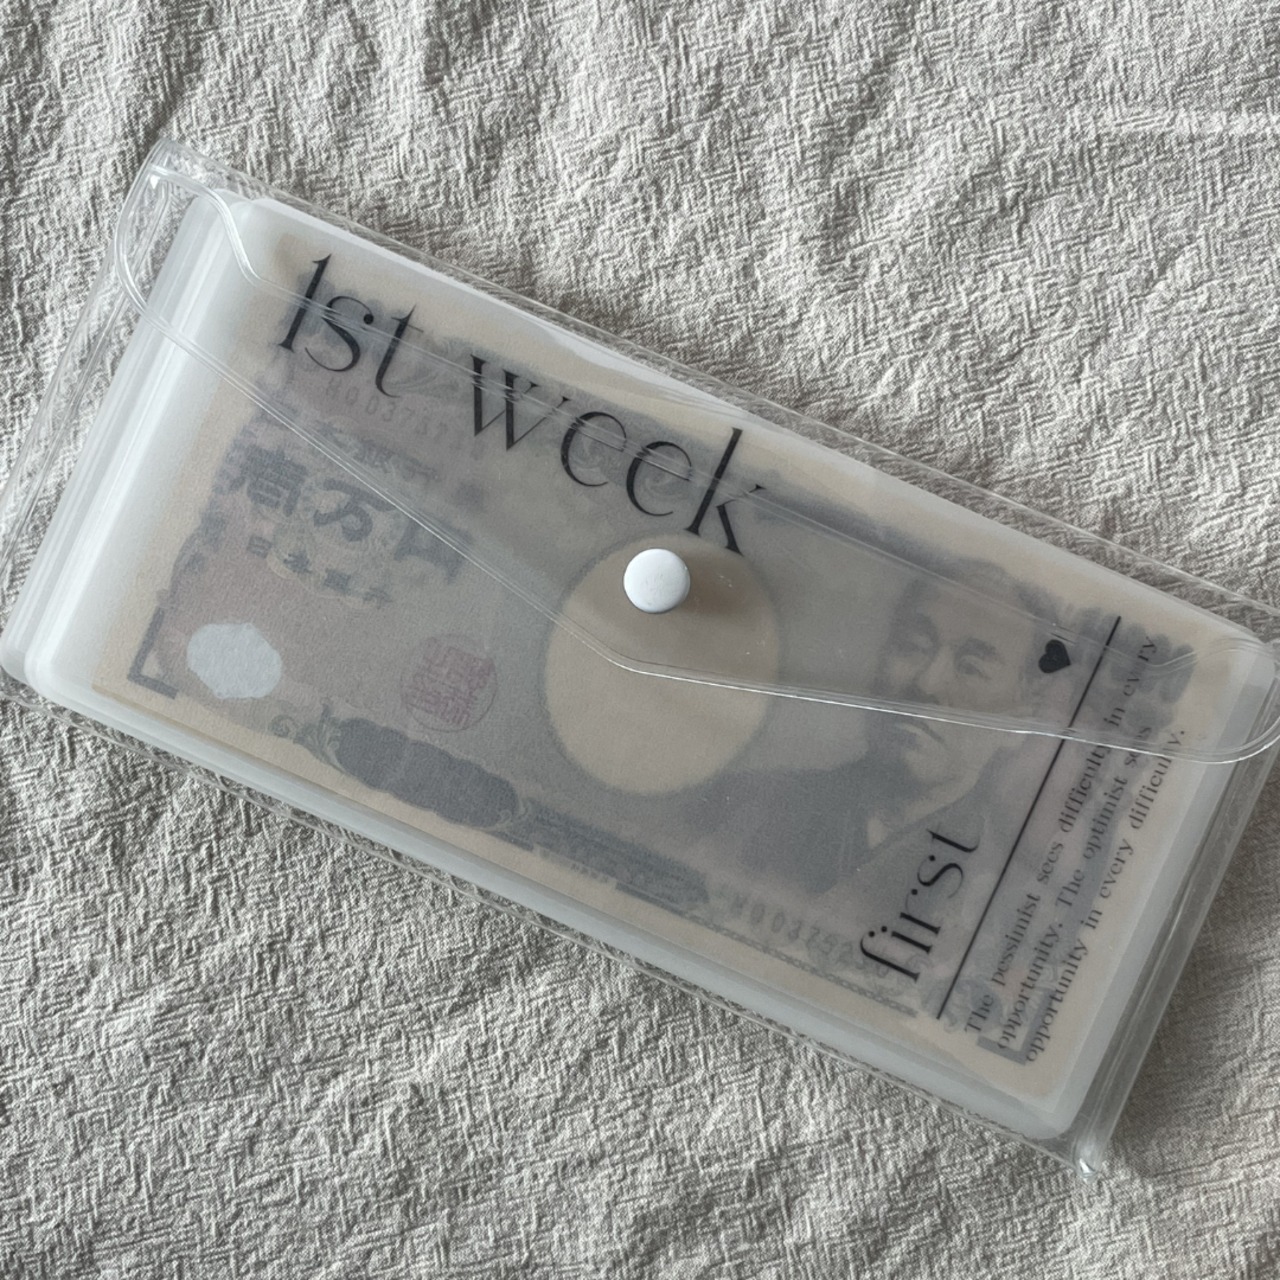 1st week
壱万円
日本銀行
first
The pessimist sees difficulty in every
opportunity. The optimist sees
opportunity in every difficulty.